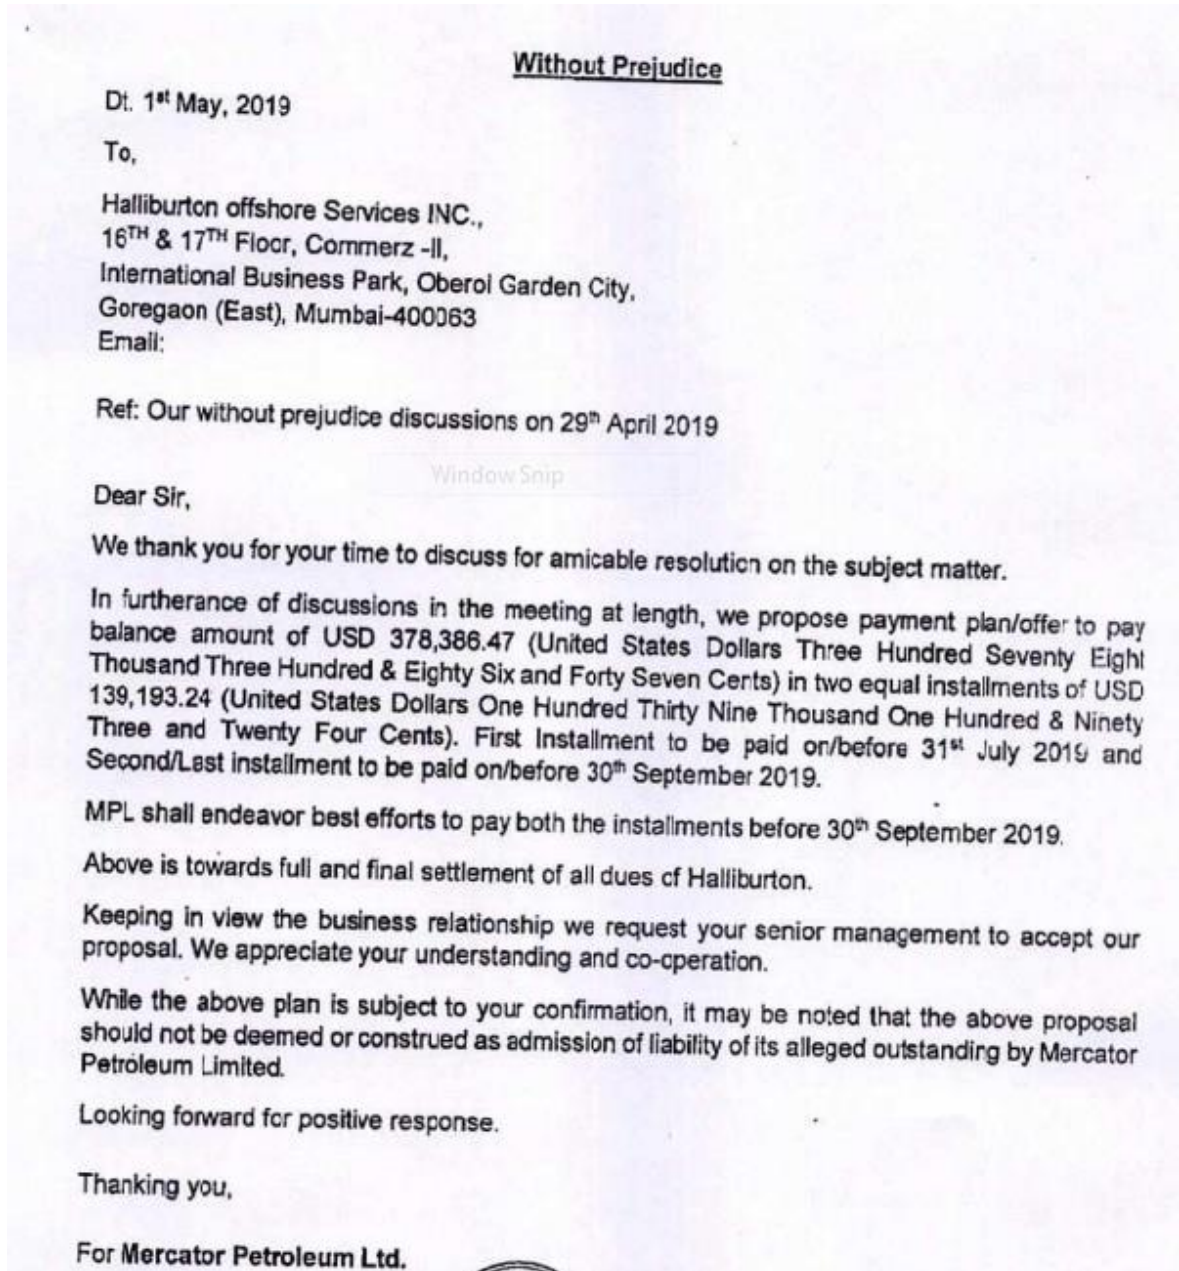 Without Prejudice
Dt. 1st May, 2019
To,
Halliburton offshore Services INC.,
16TH & 17TH Floor, Commerz -II,
International Business Park, Oberoi Garden City,
Goregaon (East), Mumbai-400063
Email:
Ref: Our without prejudice discussions on 29th April 2019
Window Snip
Dear Sir,
We thank you for your time to discuss for amicable resolution on the subject matter.
In furtherance of discussions in the meeting at length, we propose payment plan/offer to pay
balance amount of USD 378,386.47 (United States Dollars Three Hundred Seventy Eight
Thousand Three Hundred & Eighty Six and Forty Seven Cents) in two equal installments of USD
139,193.24 (United States Dollars One Hundred Thirty Nine Thousand One Hundred & Ninety
Three and Twenty Four Cents). First Installment to be paid on/before 31st July 2019 and
Second/Last installment to be paid on/before 30th September 2019.
MPL shall endeavor best efforts to pay both the installments before 30th September 2019.
Above is towards full and final settlement of all dues of Halliburton.
Keeping in view the business relationship we request your senior management to accept our
proposal. We appreciate your understanding and co-operation.
While the above plan is subject to your confirmation, it may be noted that the above proposal
should not be deemed or construed as admission of liability of its alleged outstanding by Mercator
Petroleum Limited.
Looking forward for positive response.
Thanking you,
For Mercator Petroleum Ltd.